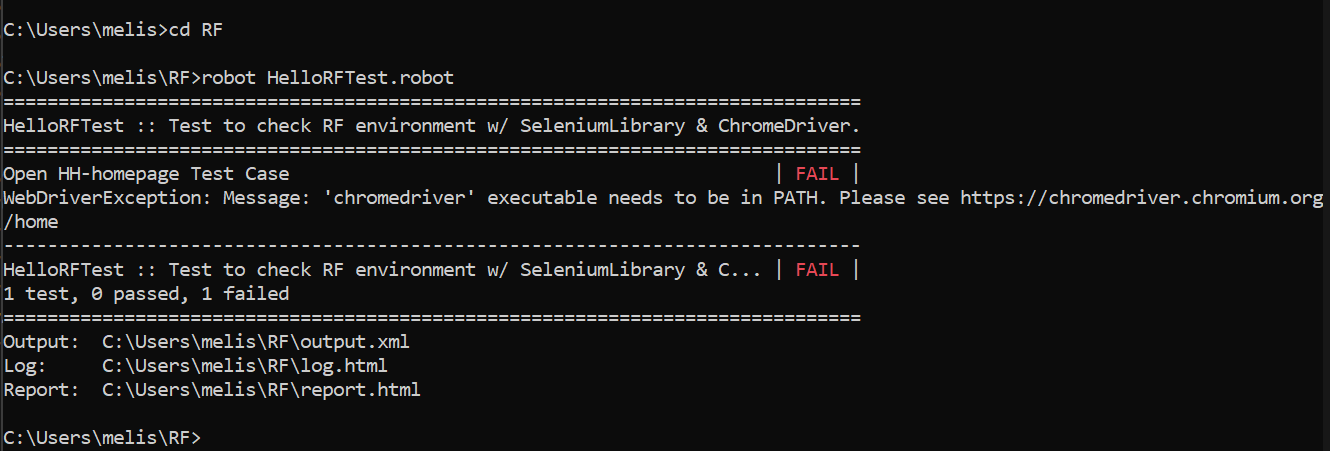 C:\Users\melis>cd RF
C:\Users\melis\RF>robot HelloRFTest.robot
==============================================================================
HelloRFTest :: Test to check RF environment w/ SeleniumLibrary & ChromeDriver.
==============================================================================
Open HH-homepage Test Case                                            | FAIL |
WebDriverException: Message: 'chromedriver' executable needs to be in PATH. Please see https://chromedriver.chromium.org
/home
------------------------------------------------------------------------------
HelloRFTest :: Test to check RF environment w/ SeleniumLibrary & C... | FAIL |
1 test, 0 passed, 1 failed
==============================================================================
Output:  C:\Users\melis\RF\output.xml
Log:     C:\Users\melis\RF\log.html
Report:  C:\Users\melis\RF\report.html
C:\Users\melis\RF>